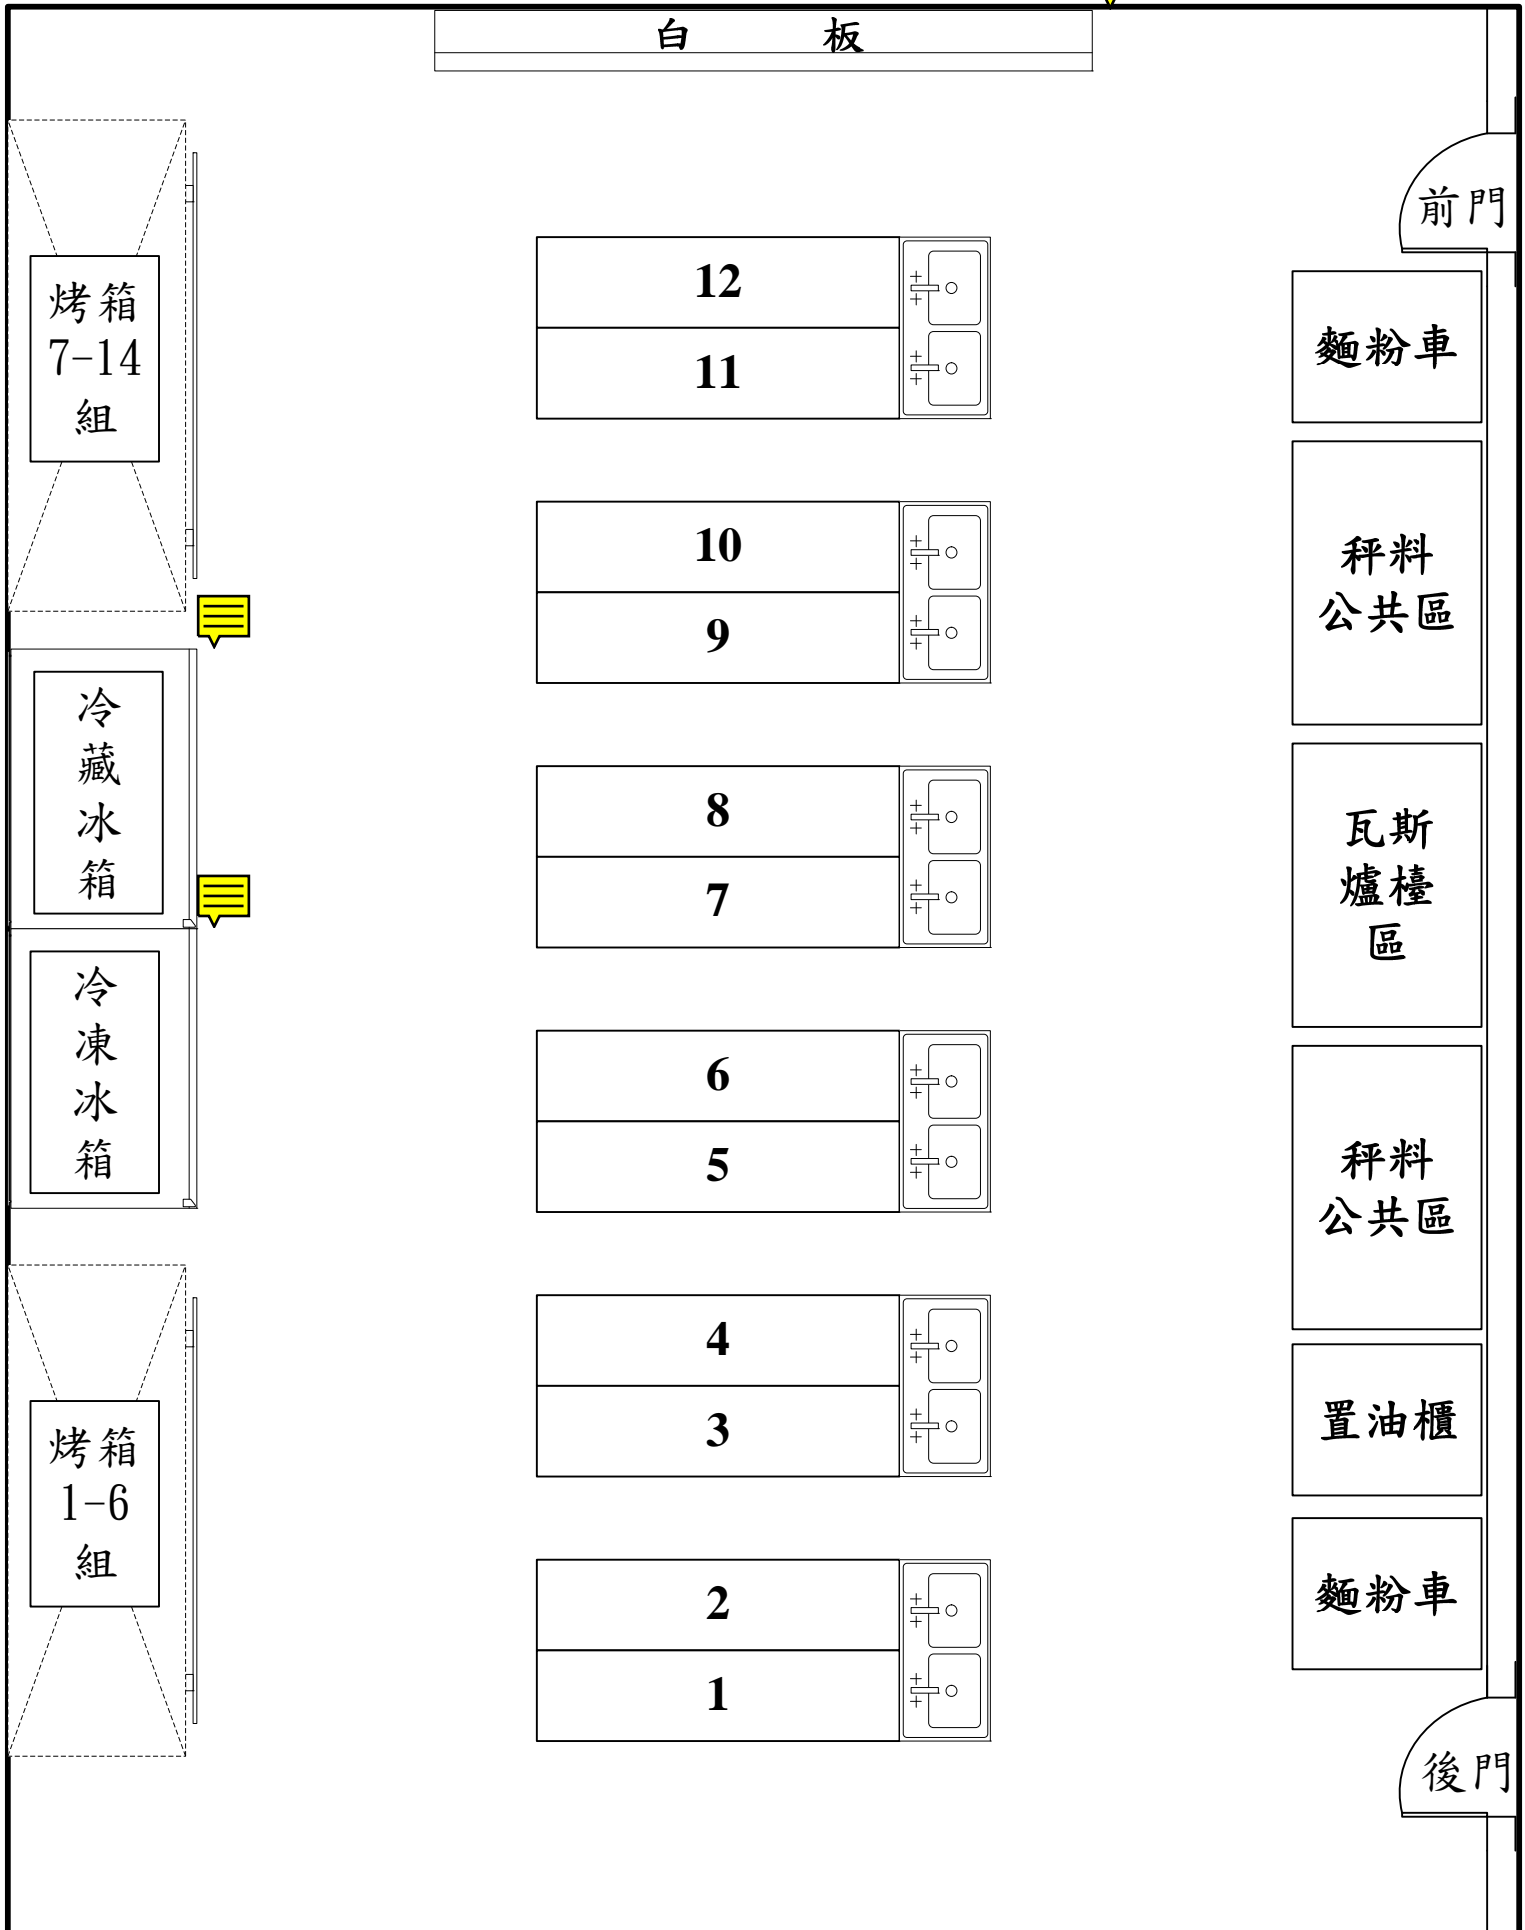 白 板
前門
烤箱
7-14
組
12
11
麵粉車
10
9
秤料
公共區
冷
藏
冰
箱
8
7
瓦斯
爐檯
區
冷
凍
冰
箱
6
5
秤料
公共區
4
3
置油櫃
烤箱
1-6
組
2
1
麵粉車
後門